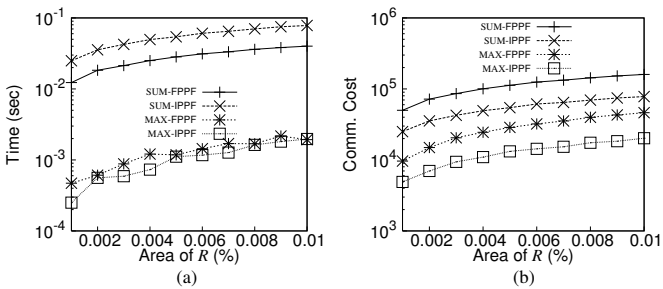 10^-1
10^-2
10^-3
10^-4
Time (sec)
SUM-FPPF
SUM-IPPF
MAX-FPPF
MAX-IPPF
0.002 0.004 0.006 0.008 0.01
Area of R (%)
(a)
10^6
10^5
10^4
10^3
Comm. Cost
SUM-FPPF
SUM-IPPF
MAX-FPPF
MAX-IPPF
0.002 0.004 0.006 0.008 0.01
Area of R (%)
(b)